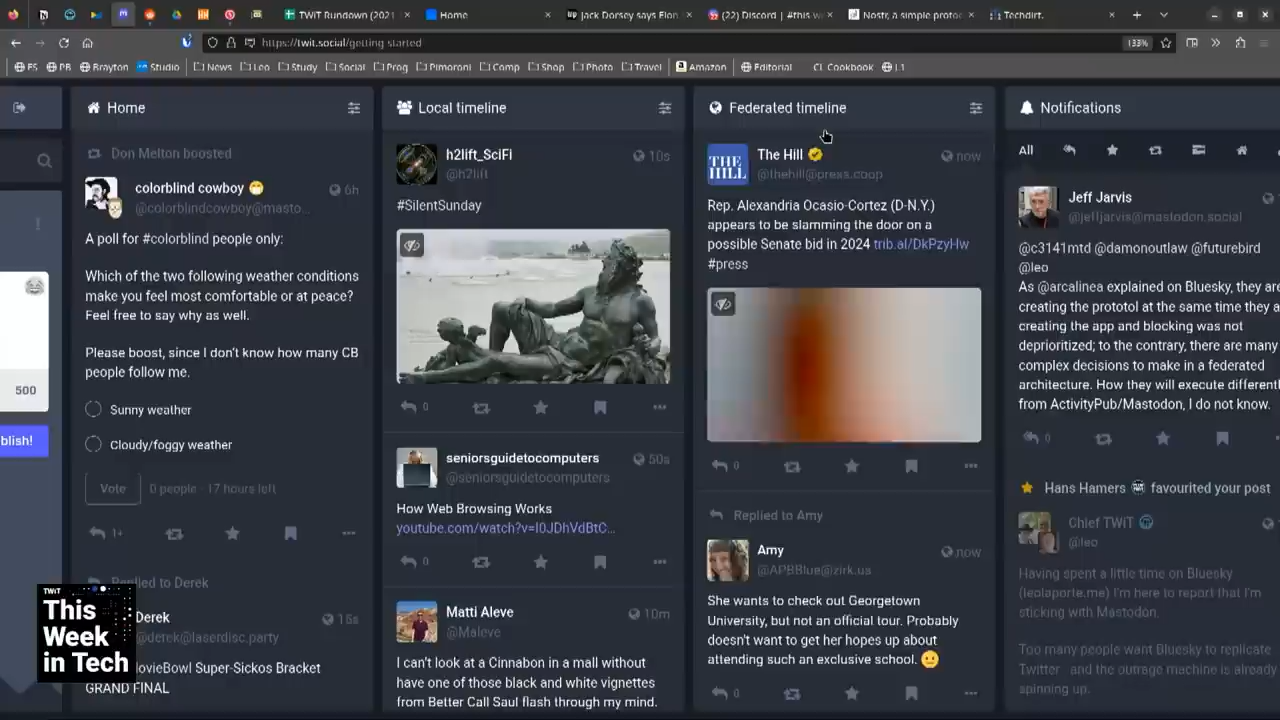 TWiT Rundown (2021
Home
Jack Dorsey says Elon
(22) Discord | #this-w
Nostr, a simple protoc
Techdirt.
https://twit.social/getting-started
133%
FS
PB
Brayton
Studio
News
Leo
Study
Social
Prog
Pimoroni
Comp
Shop
Photo
Travel
Amazon
Editorial
CL Cookbook
L1
Home
Don Melton boosted
colorblind cowboy 😁
6h
@colorblindcowboy@masto...
A poll for #colorblind people only:
Which of the two following weather conditions
make you feel most comfortable or at peace?
Feel free to say why as well.
Please boost, since I don't know how many CB
people follow me.
500
Sunny weather
blish!
Cloudy/foggy weather
Vote
0 people · 17 hours left
1+
Replied to Derek
Derek
16s
@derek@laserdisc.party
ovieBowl Super-Sickos Bracket
GRAND FINAL
TWiT
This
Week
in Tech
Local timeline
h2lift_SciFi
10s
@h2lift
#SilentSunday
0
seniorsguidetocomputers
50s
@seniorsguidetocomputers
How Web Browsing Works
youtube.com/watch?v=I0JDhVdBtC...
0
Matti Aleve
10m
@Maleve
I can't look at a Cinnabon in a mall without
have one of those black and white vignettes
from Better Call Saul flash through my mind.
Federated timeline
THE
HILL
The Hill
now
@thehill@press.coop
Rep. Alexandria Ocasio-Cortez (D-N.Y.)
appears to be slamming the door on a
possible Senate bid in 2024 trib.al/DkPzyHw
#press
0
Replied to Amy
Amy
now
@APBBlue@zirk.us
She wants to check out Georgetown
University, but not an official tour. Probably
doesn't want to get her hopes up about
attending such an exclusive school. 😐
0
Notifications
All
Jeff Jarvis
@jeffjarvis@mastodon.social
@c3141mtd @damonoutlaw @futurebird
@leo
As @arcalinea explained on Bluesky, they are
creating the prototol at the same time they a
creating the app and blocking was not
deprioritized; to the contrary, there are many
complex decisions to make in a federated
architecture. How they will execute different
from ActivityPub/Mastodon, I do not know.
0
Hans Hamers favourited your post
Chief TWiT
@leo
Having spent a little time on Bluesky
(leolaporte.me) I'm here to report that I'm
sticking with Mastodon.
Too many people want Bluesky to replicate
Twitter and the outrage machine is already
spinning up.